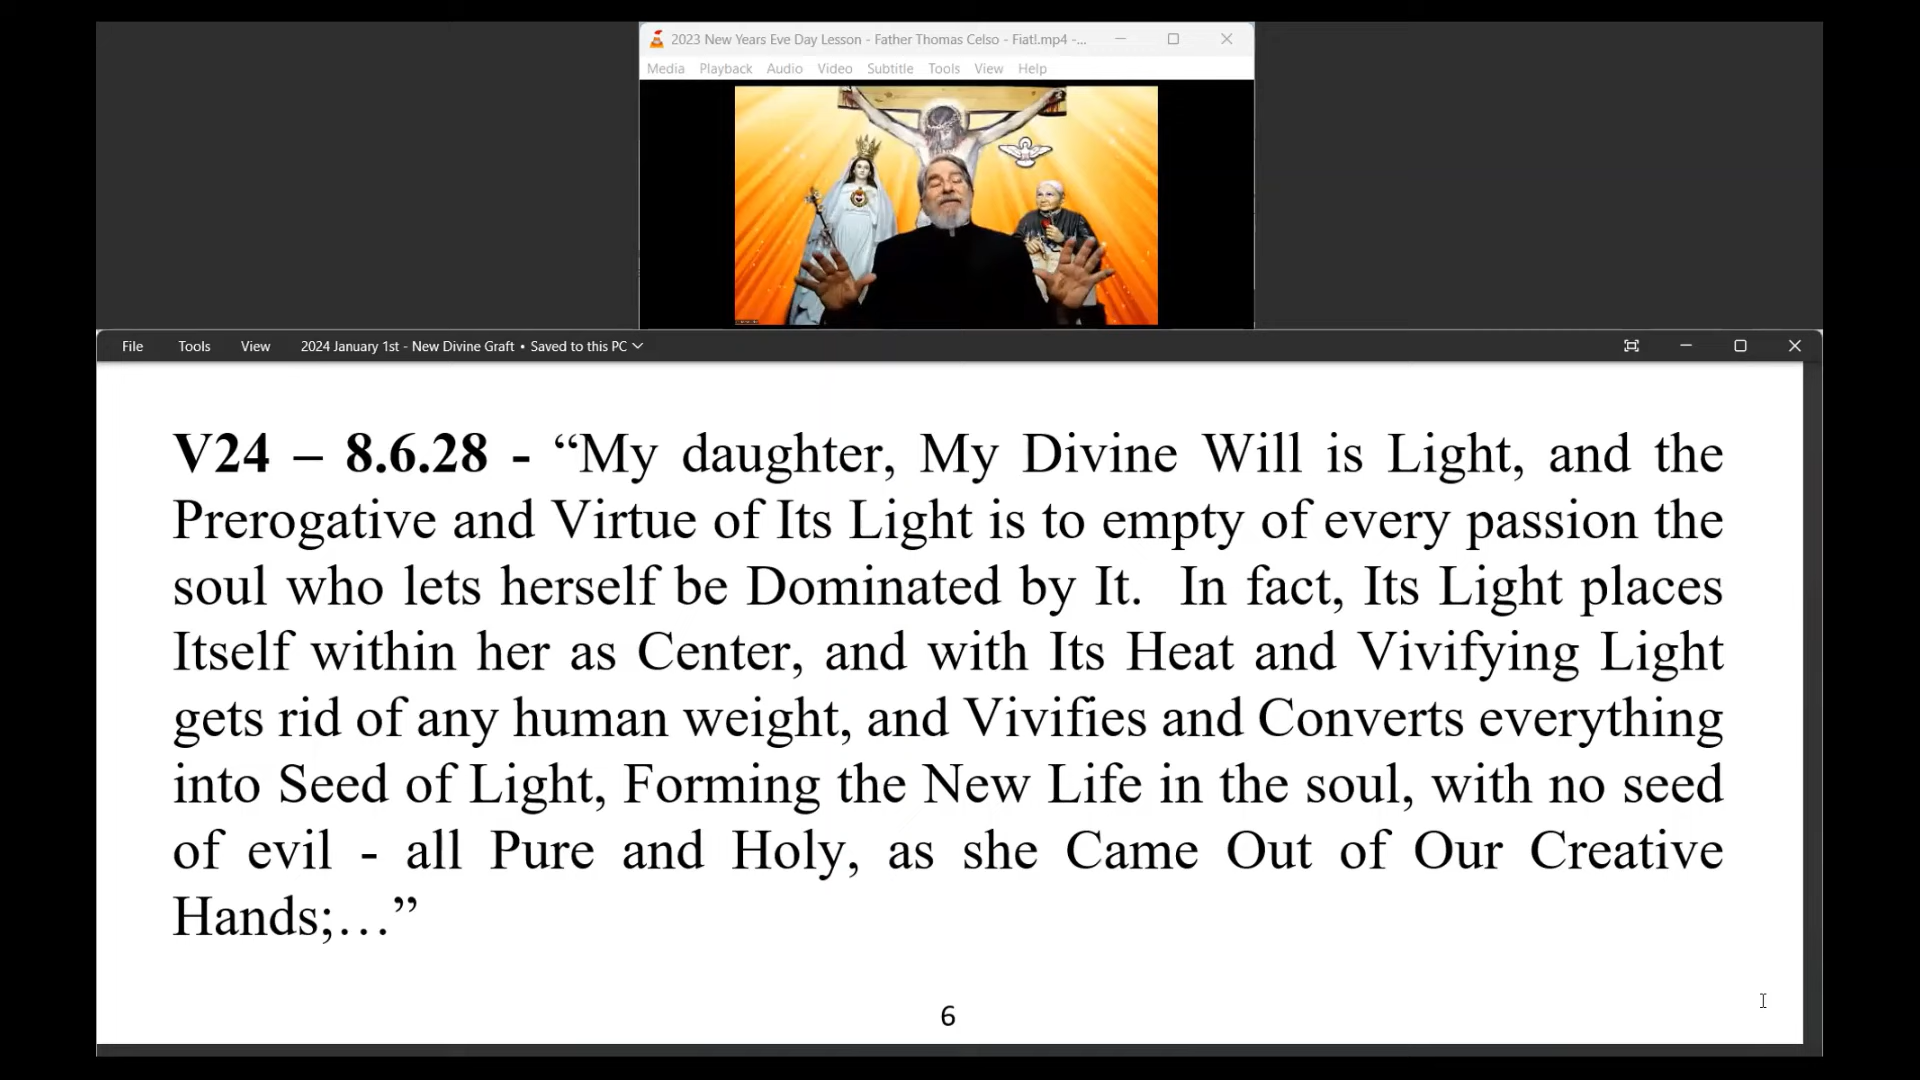 2023 New Years Eve Day Lesson - Father Thomas Celso - Fiat!.mp4 -...
Media Playback Audio Video Subtitle Tools View Help
File Tools View 2024 January 1st - New Divine Graft • Saved to this PC
V24 – 8.6.28 - “My daughter, My Divine Will is Light, and the
Prerogative and Virtue of Its Light is to empty of every passion the
soul who lets herself be Dominated by It. In fact, Its Light places
Itself within her as Center, and with Its Heat and Vivifying Light
gets rid of any human weight, and Vivifies and Converts everything
into Seed of Light, Forming the New Life in the soul, with no seed
of evil - all Pure and Holy, as she Came Out of Our Creative
Hands;…”
6